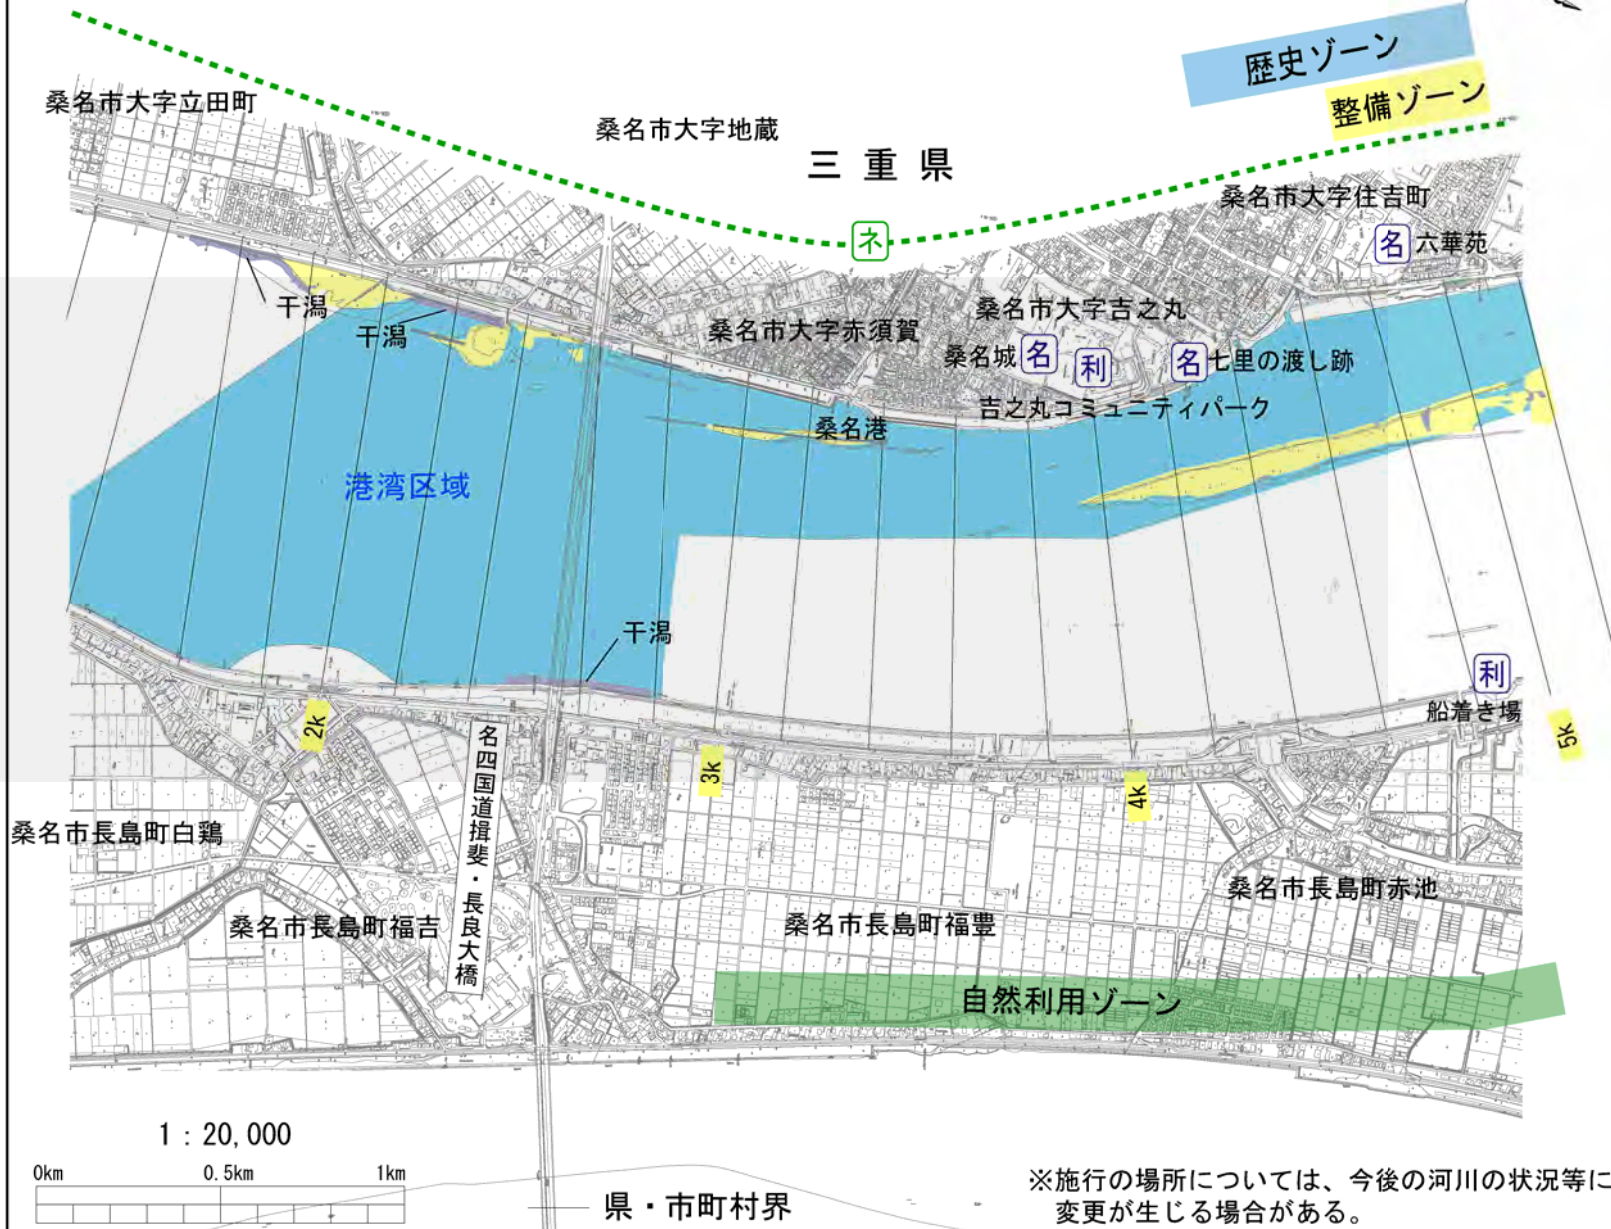 歴史ゾーン
整備ゾーン
桑名市大字立田町
桑名市大字地蔵
三重県
桑名市大字住吉町
ネ
名 六華苑
干潟
干潟
桑名市大字赤須賀
桑名市大字吉之丸
桑名城 名
利
名 七里の渡し跡
吉之丸コミュニティパーク
桑名港
港湾区域
干潟
利
船着き場
2k
3k
4k
5k
名四国道揖斐・長良大橋
桑名市長島町白鶏
桑名市長島町福吉
桑名市長島町福豊
桑名市長島町赤池
自然利用ゾーン
1：20,000
0km 0.5km 1km
県・市町村界
※施行の場所については、今後の河川の状況等に
変更が生じる場合がある。